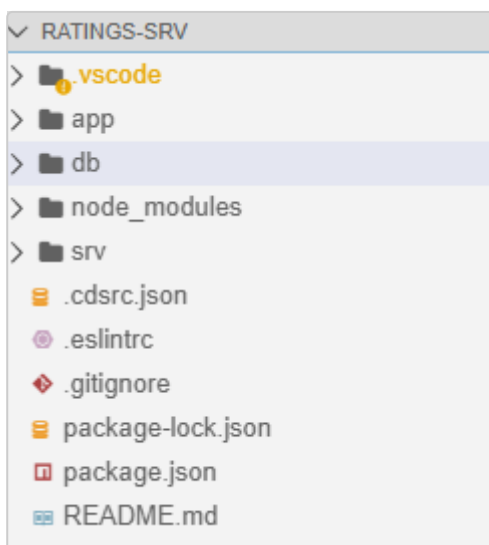 RATINGS-SRV
.vscode
app
db
node_modules
srv
.cdsrc.json
.eslintrc
.gitignore
package-lock.json
package.json
README.md